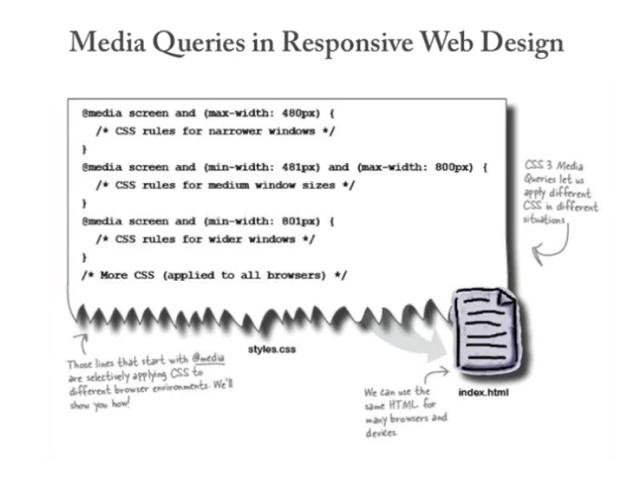 Media Queries in Responsive Web Design
@media screen and (max-width: 480px) {
/* CSS rules for narrower windows */
}
@media screen and (min-width: 481px) and (max-width: 800px) {
/* CSS rules for medium window sizes */
}
@media screen and (min-width: 801px) {
/* CSS rules for wider windows */
}
/* More CSS (applied to all browsers) */
CSS 3 Media
Queries let us
apply different
CSS in different
situations.
styles.css
Those lines that start with @media
are selectively applying CSS to
different browser environments. We'll
show you how!
We can use the
same HTML for
many browsers and
devices.
index.html